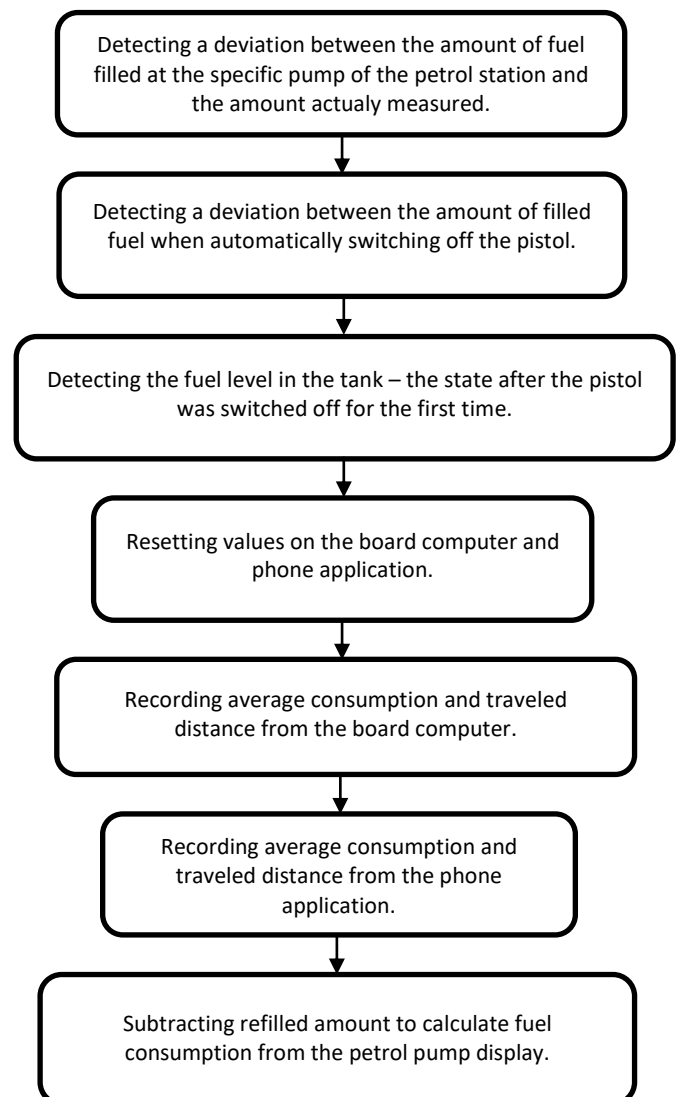 Detecting a deviation between the amount of fuel
filled at the specific pump of the petrol station and
the amount actualy measured.
Detecting a deviation between the amount of filled
fuel when automatically switching off the pistol.
Detecting the fuel level in the tank – the state after the pistol
was switched off for the first time.
Resetting values on the board computer and
phone application.
Recording average consumption and traveled
distance from the board computer.
Recording average consumption and
traveled distance from the phone
application.
Subtracting refilled amount to calculate fuel
consumption from the petrol pump display.